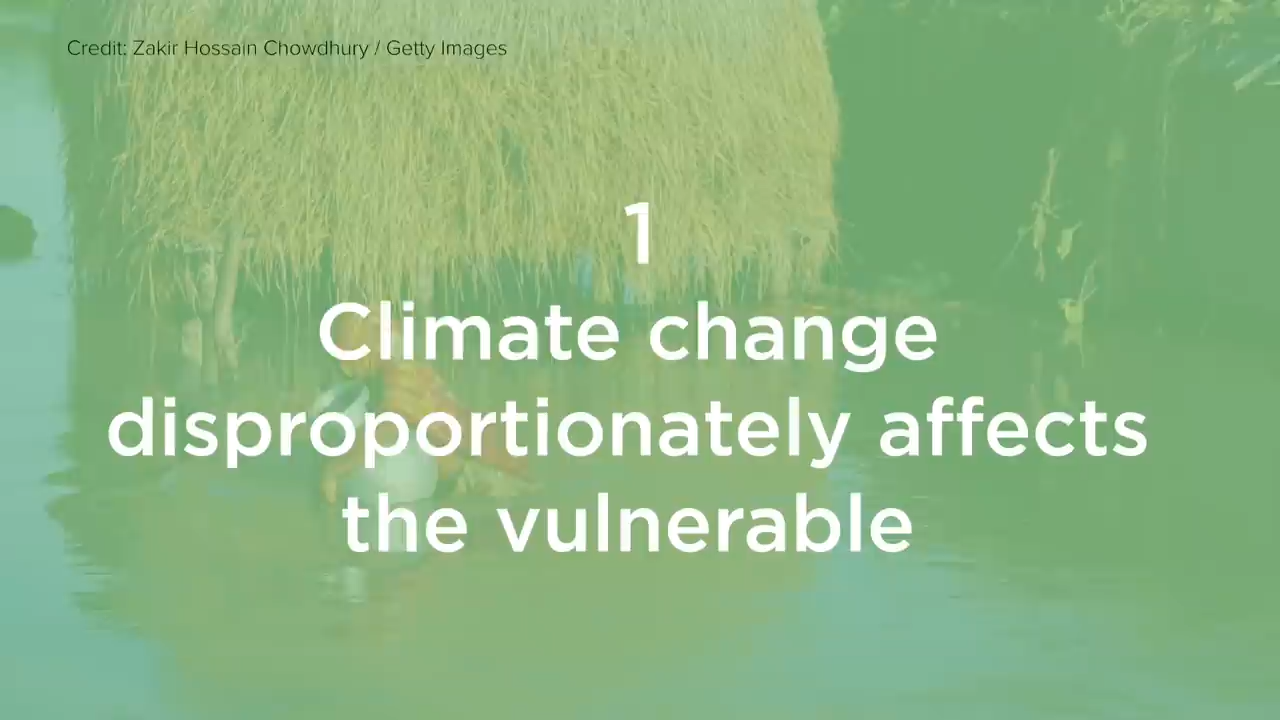 Credit: Zakir Hossain Chowdhury / Getty Images
1
Climate change
disproportionately affects
the vulnerable